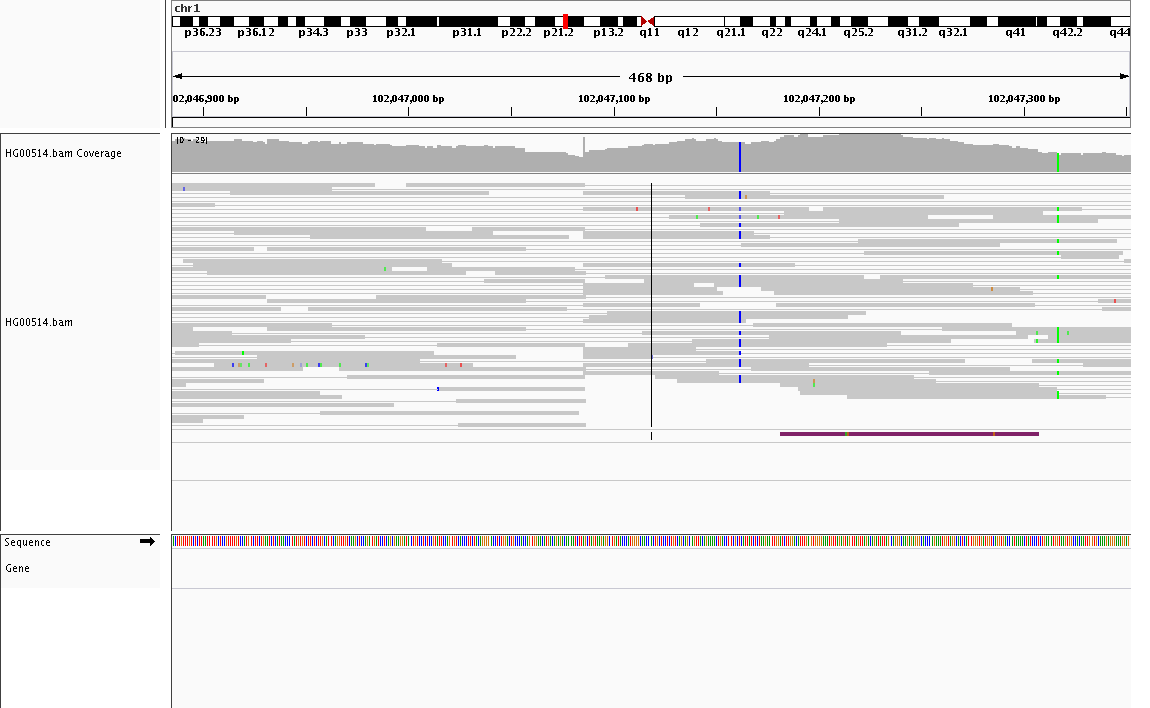 chr1
p36.23 p36.12 p34.3 p33 p32.1 p31.1 p22.2 p21.2 p13.2 q11 q12 q21.1 q22 q24.1 q25.2 q31.2 q32.1 q41 q42.2 q44
468 bp
02,046,900 bp 102,047,000 bp 102,047,100 bp 102,047,200 bp 102,047,300 bp
[0 - 29]
HG00514.bam Coverage
HG00514.bam
Sequence
Gene